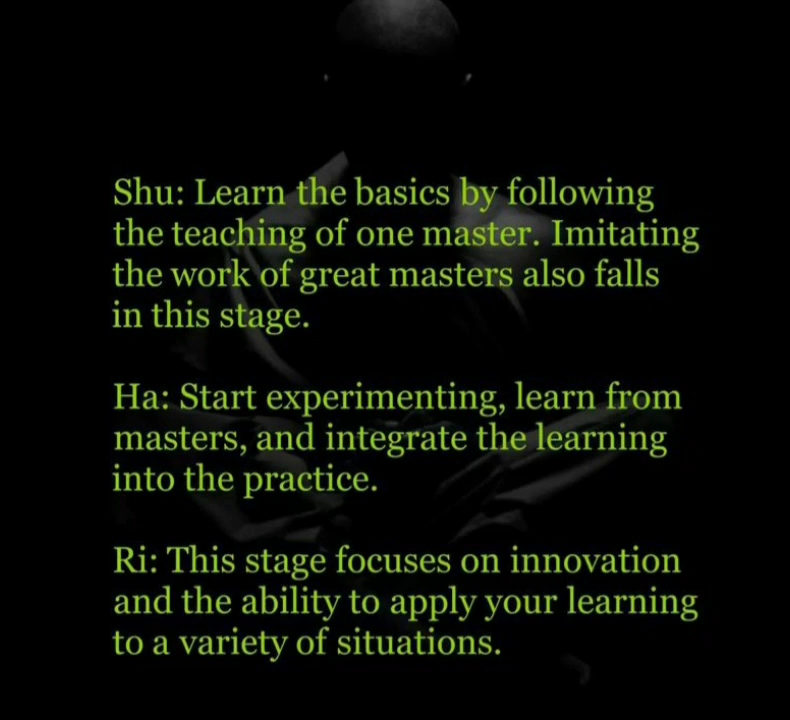 Shu: Learn the basics by following
the teaching of one master. Imitating
the work of great masters also falls
in this stage.
Ha: Start experimenting, learn from
masters, and integrate the learning
into the practice.
Ri: This stage focuses on innovation
and the ability to apply your learning
to a variety of situations.